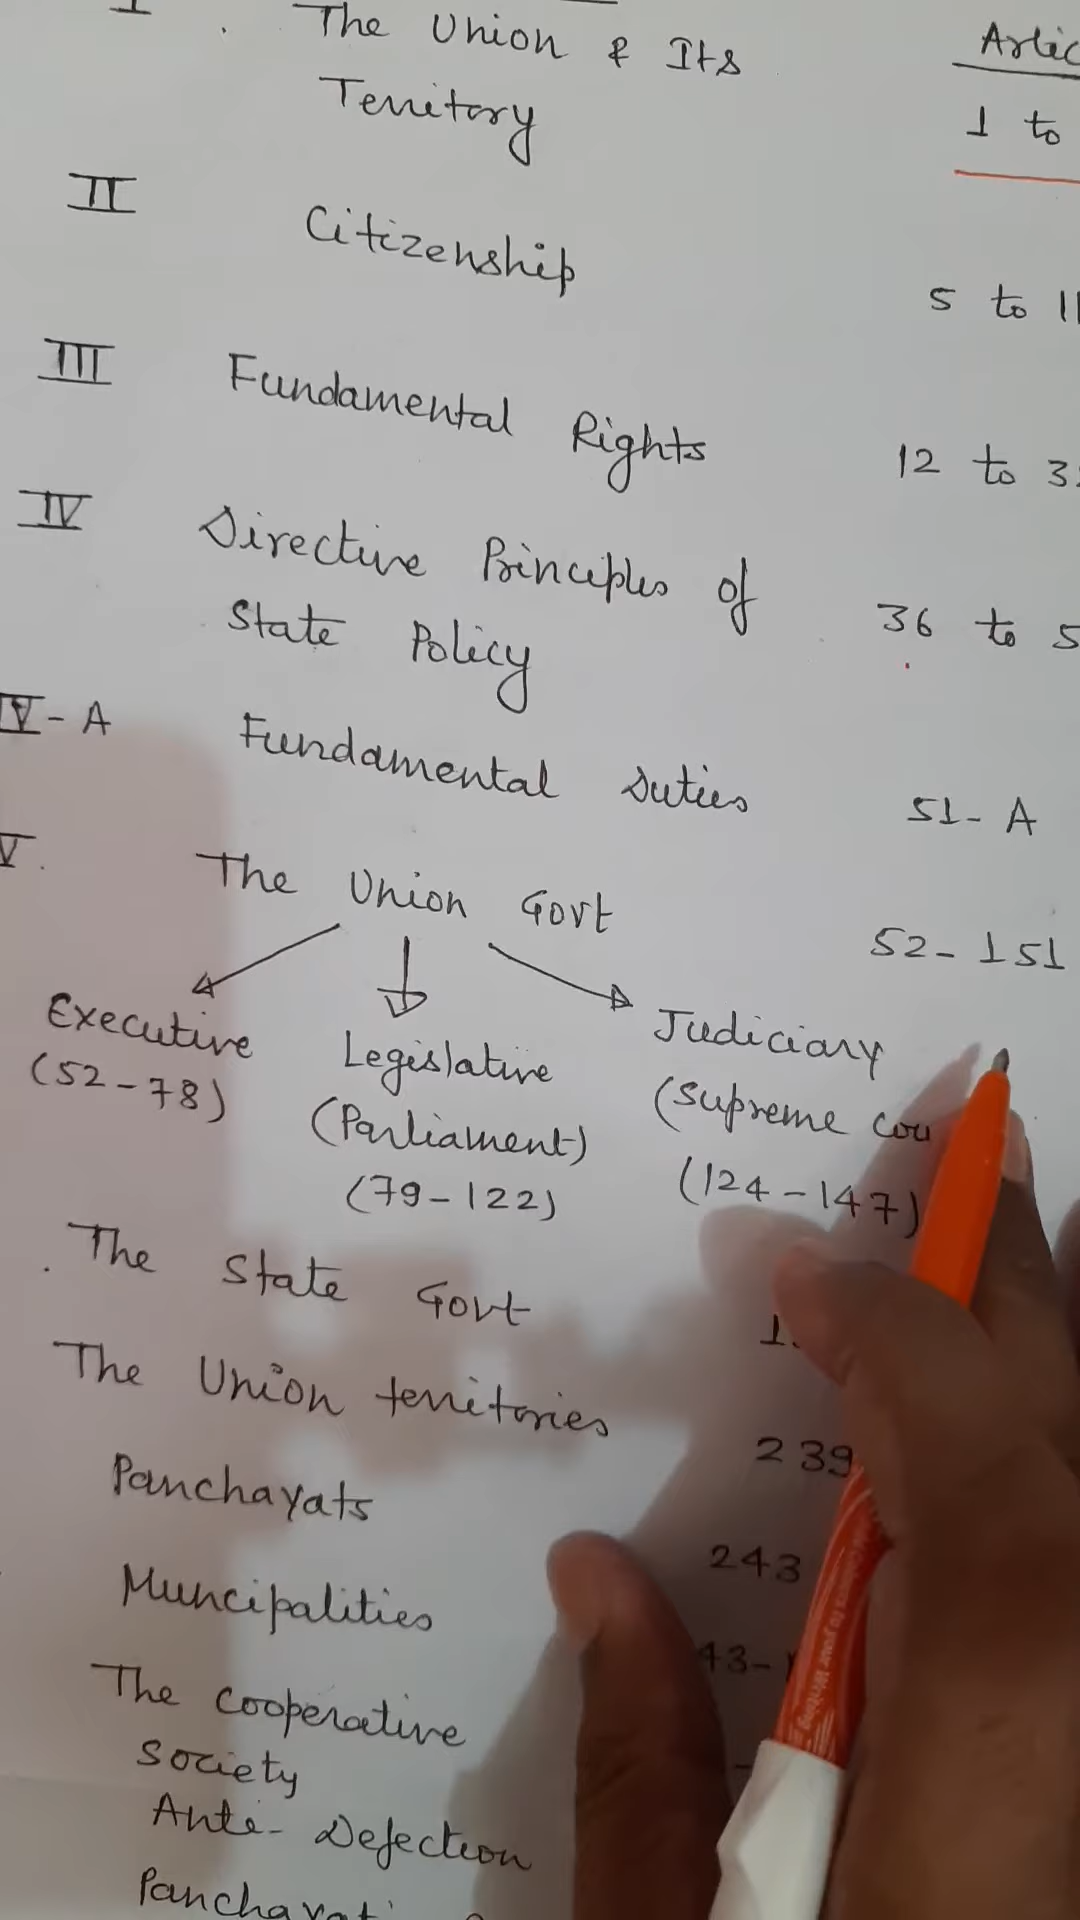 I. The Union & Its Artic
Territory 1 to
II Citizenship 5 to 11
III Fundamental Rights 12 to 3
IV Directive Principles of
State Policy 36 to 5
IV-A Fundamental Duties 51-A
V. The Union Govt 52-151
Executive Legislative Judiciary
(52-78) (Parliament) (Supreme cou
(79-122) (124-147)
The State Govt 1
The Union territories 239
Panchayats 243
Muncipalities 43-
The cooperative
society
Anti-Defection
Panchayati